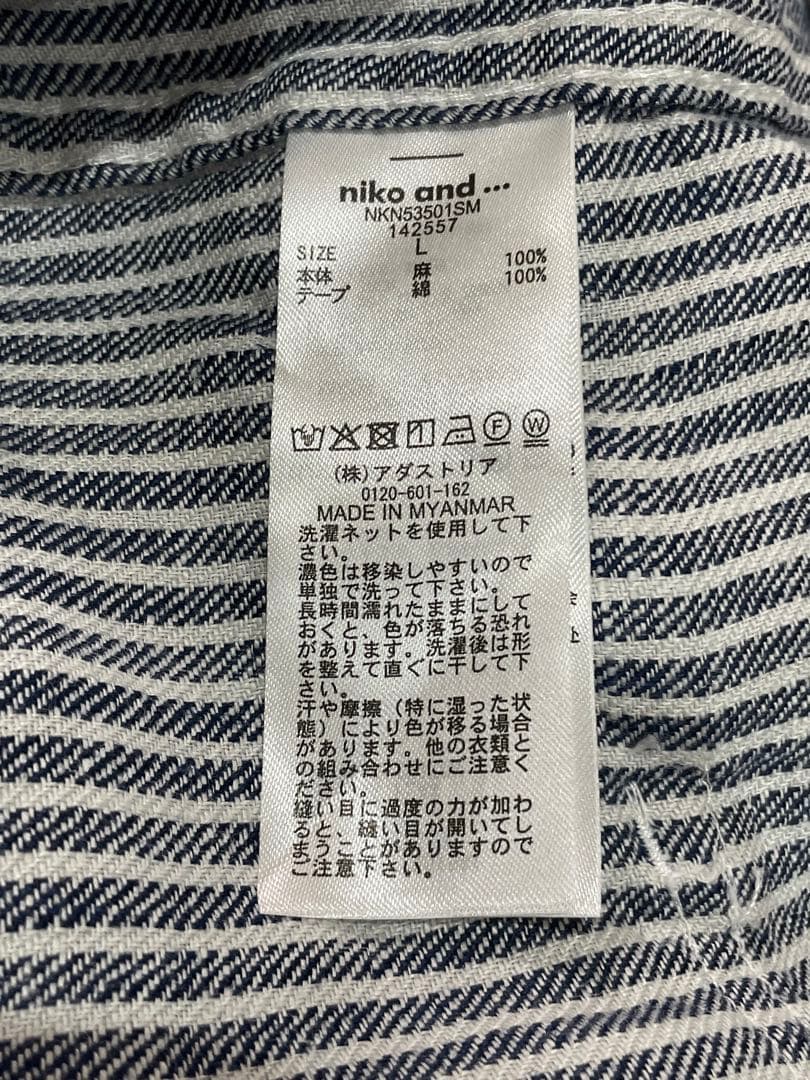 niko and ...
NKN53501SM
142557
SIZE L
本体 麻 100%
テープ 綿 100%
(株)アダストリア
0120-601-162
MADE IN MYANMAR
洗濯ネットを使用して下
さい。
濃色は移染しやすいので
単独で洗って下さい。
長時間濡れたままにして
おくと、色が落ちる恐れ
があります。洗濯後は形
を整えて直ぐに干して下
さい。
汗や摩擦(特に湿った状
態)により色が移る場合
があります。他の衣類と
の組み合わせにご注意く
ださい。
縫い目に過度の力が加わ
ると、縫い目が開いてし
まうことがありますので
ご注意下さい。